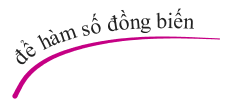 để hàm số đồng biến